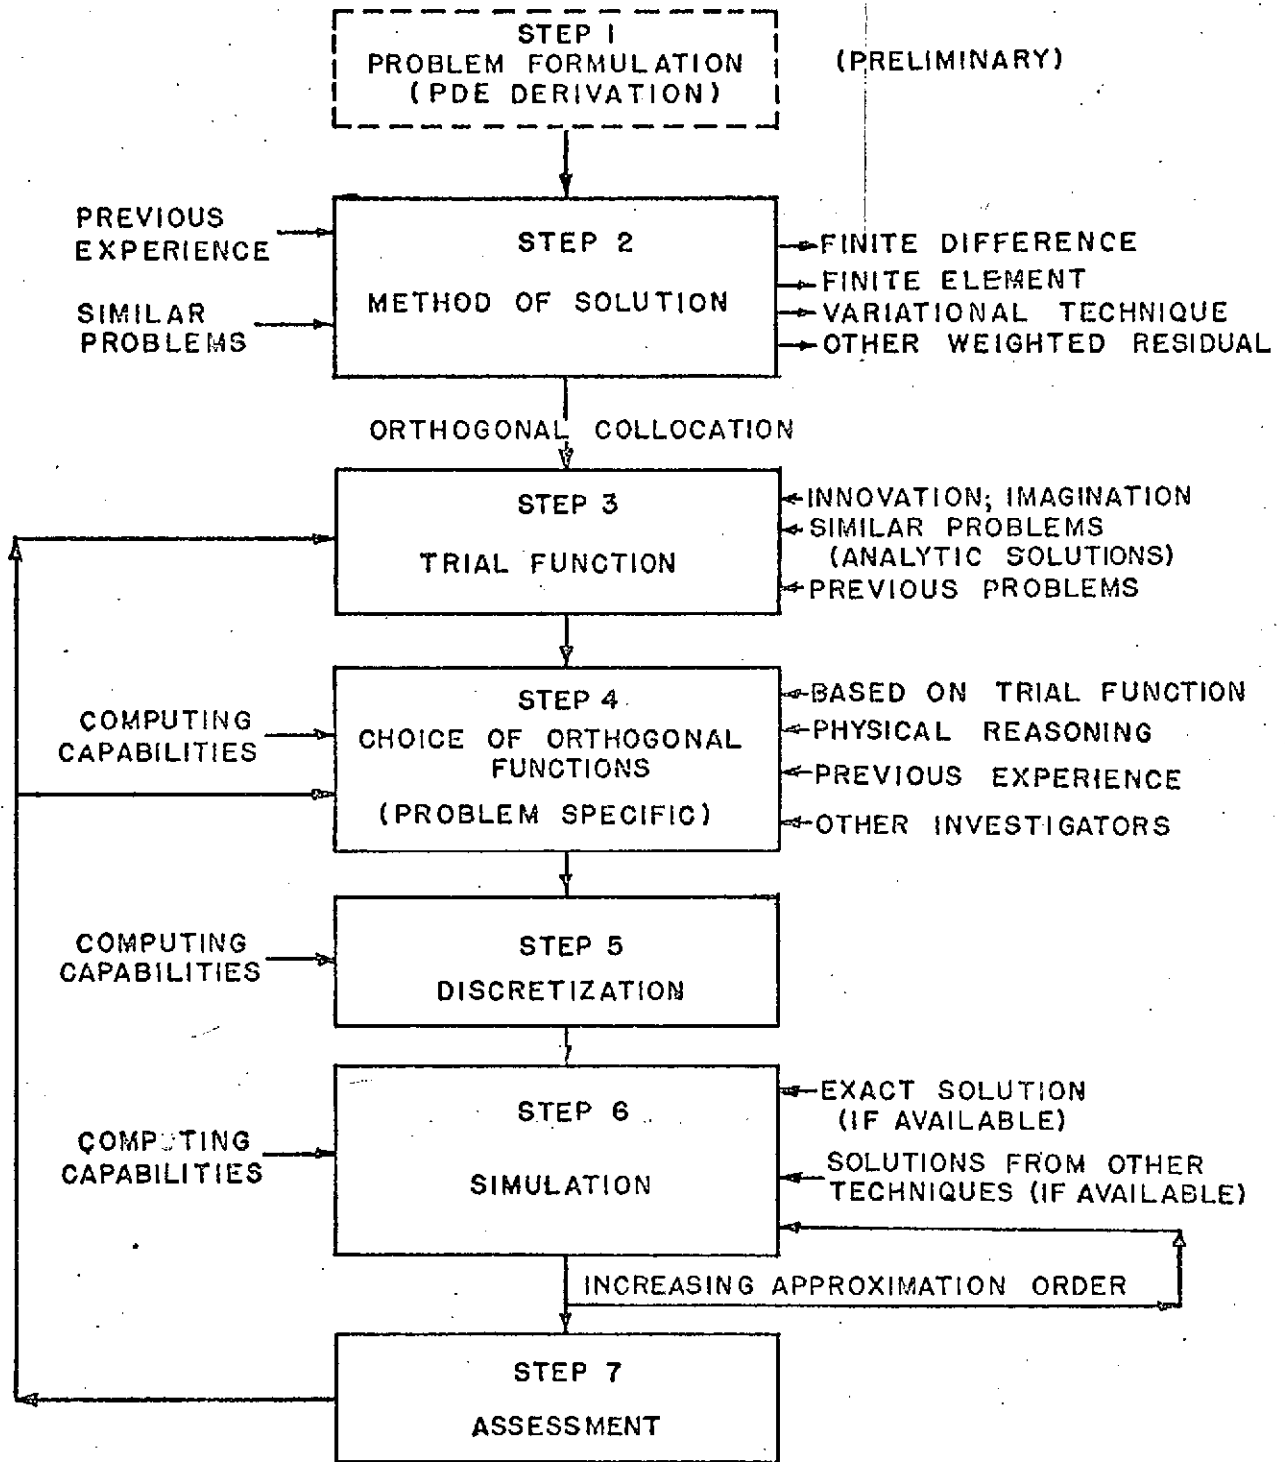 STEP 1
PROBLEM FORMULATION
(PDE DERIVATION)
(PRELIMINARY)
PREVIOUS
EXPERIENCE
SIMILAR
PROBLEMS
STEP 2
METHOD OF SOLUTION
FINITE DIFFERENCE
FINITE ELEMENT
VARIATIONAL TECHNIQUE
OTHER WEIGHTED RESIDUAL
ORTHOGONAL COLLOCATION
STEP 3
TRIAL FUNCTION
INNOVATION; IMAGINATION
SIMILAR PROBLEMS
(ANALYTIC SOLUTIONS)
PREVIOUS PROBLEMS
COMPUTING
CAPABILITIES
STEP 4
CHOICE OF ORTHOGONAL
FUNCTIONS
(PROBLEM SPECIFIC)
BASED ON TRIAL FUNCTION
PHYSICAL REASONING
PREVIOUS EXPERIENCE
OTHER INVESTIGATORS
COMPUTING
CAPABILITIES
STEP 5
DISCRETIZATION
COMPUTING
CAPABILITIES
STEP 6
SIMULATION
EXACT SOLUTION
(IF AVAILABLE)
SOLUTIONS FROM OTHER
TECHNIQUES (IF AVAILABLE)
INCREASING APPROXIMATION ORDER
STEP 7
ASSESSMENT